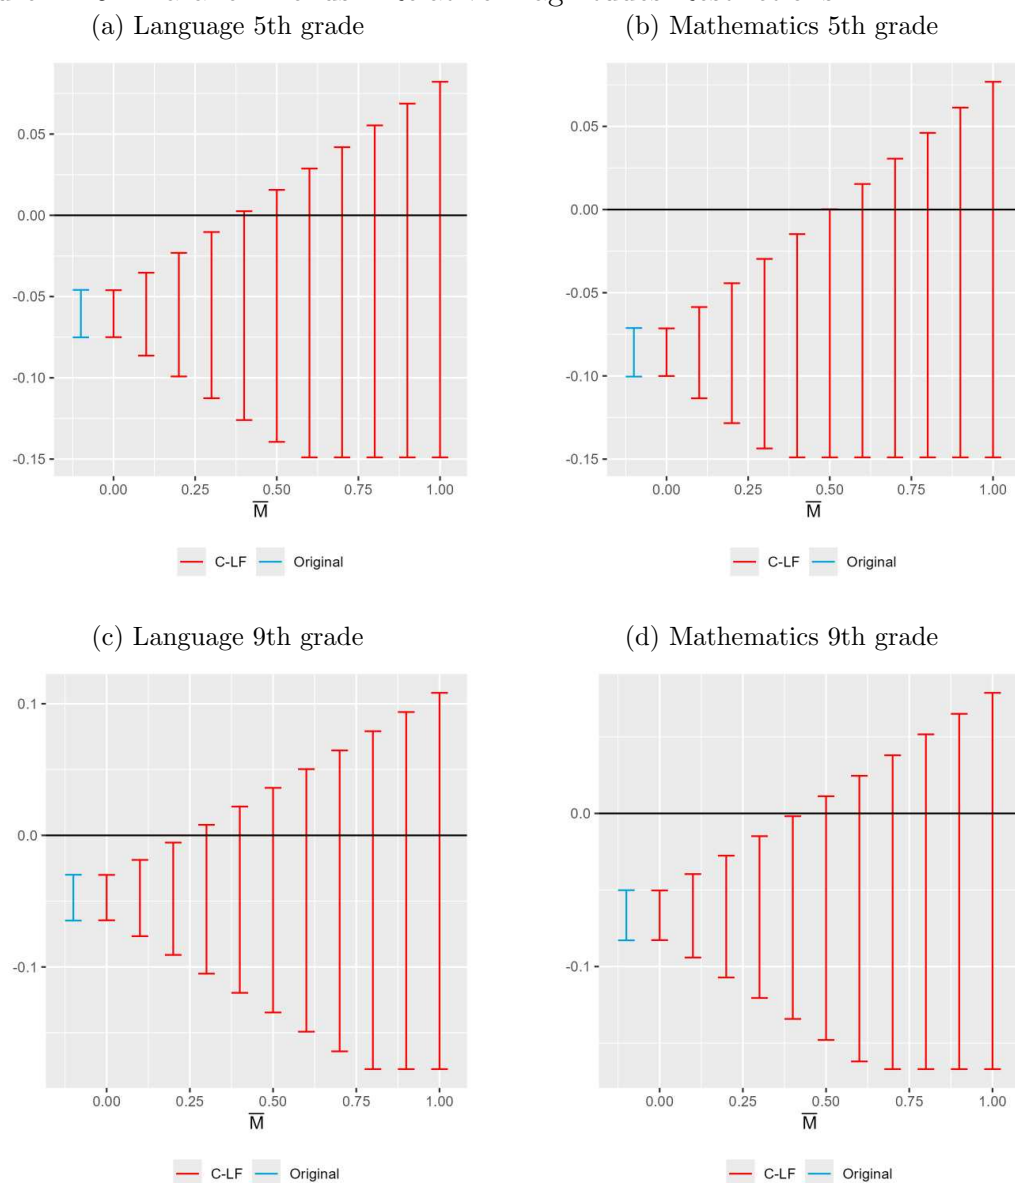 (a) Language 5th grade
(b) Mathematics 5th grade
0.05
0.00
-0.05
-0.10
-0.15
0.00 0.25 0.50 0.75 1.00
M̅
C-LF Original
0.05
0.00
-0.05
-0.10
-0.15
0.00 0.25 0.50 0.75 1.00
M̅
C-LF Original
(c) Language 9th grade
(d) Mathematics 9th grade
0.1
0.0
-0.1
0.00 0.25 0.50 0.75 1.00
M̅
C-LF Original
0.0
-0.1
0.00 0.25 0.50 0.75 1.00
M̅
C-LF Original